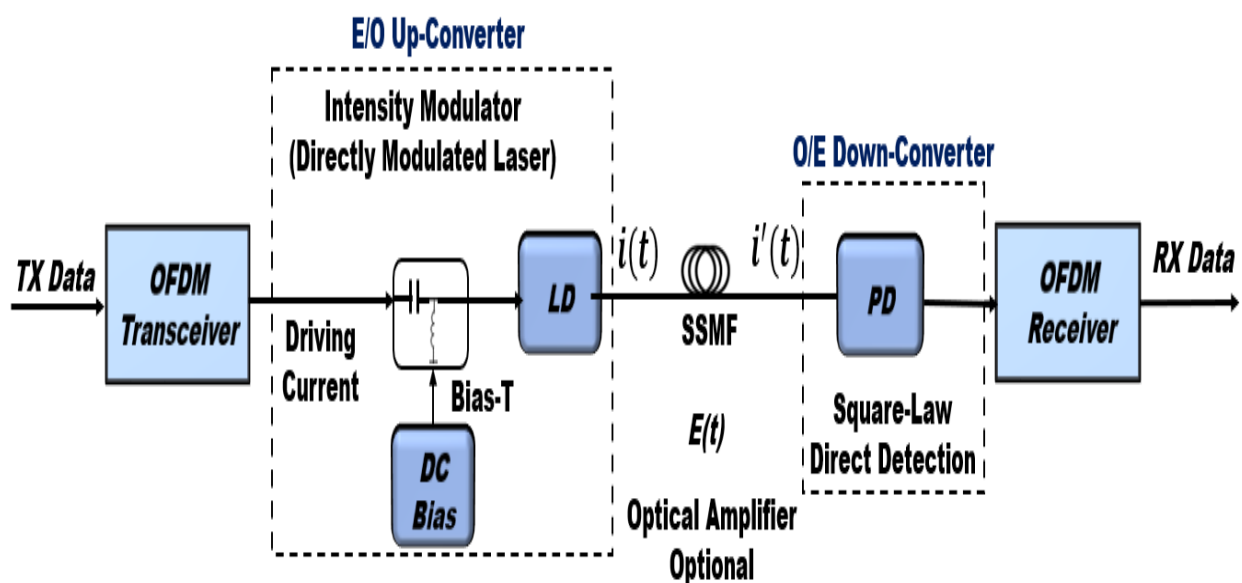 E/O Up-Converter
Intensity Modulator
(Directly Modulated Laser)
O/E Down-Converter
TX Data
OFDM
Transceiver
Driving
Current
Bias-T
DC
Bias
LD
i(t)
SSMF
i'(t)
E(t)
Optical Amplifier
Optional
PD
Square-Law
Direct Detection
OFDM
Receiver
RX Data